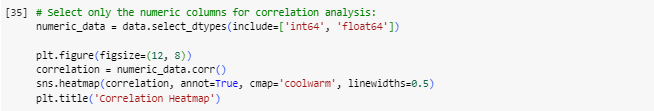 [35] # Select only the numeric columns for correlation analysis:
numeric_data = data.select_dtypes(include=['int64', 'float64'])
plt.figure(figsize=(12, 8))
correlation = numeric_data.corr()
sns.heatmap(correlation, annot=True, cmap='coolwarm', linewidths=0.5)
plt.title('Correlation Heatmap')